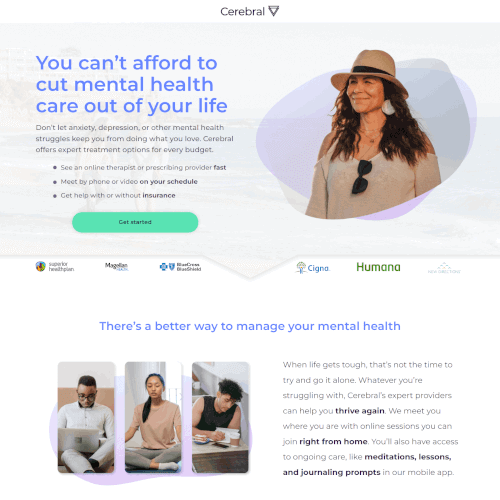 Cerebral
You can't afford to
cut mental health
care out of your life
Don't let anxiety, depression, or other mental health
struggles keep you from doing what you love. Cerebral
offers expert treatment options for every budget.
See an online therapist or prescribing provider fast
Meet by phone or video on your schedule
Get help with or without insurance
Get started
superior
healthplan
Magellan
HEALTH
BlueCross
BlueShield
Cigna.
Humana
There's a better way to manage your mental health
When life gets tough, that's not the time to
try and go it alone. Whatever you're
struggling with, Cerebral's expert providers
can help you thrive again. We meet you
where you are with online sessions you can
join right from home. You'll also have access
to ongoing care, like meditations, lessons,
and journaling prompts in our mobile app.